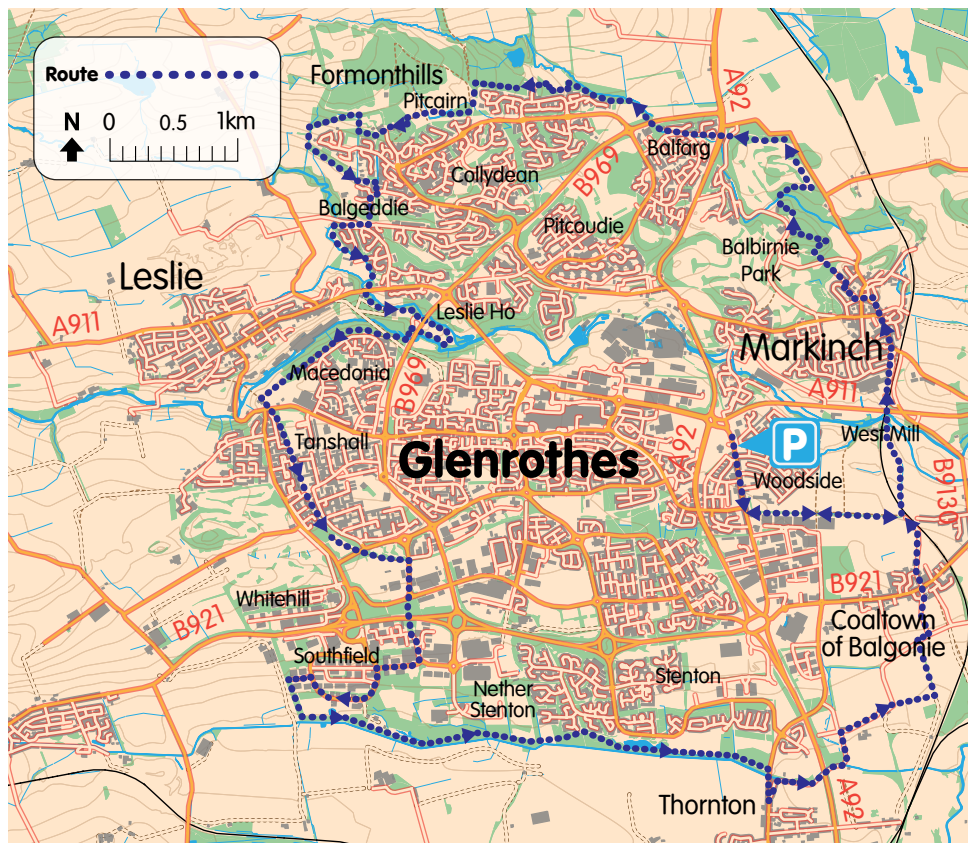 Route
N
0 0.5 1km
Formonthills
Pitcairn
A92
Balfarg
B969
Collydean
Balgeddie
Pitcoudie
Balbirnie
Park
Leslie
Leslie Ho
A911
Markinch
Macedonia
B969
A911
Tanshall
A92
P
West Mill
Glenrothes
Woodside
B9130
B921
Whitehill
B921
Coaltown
of Balgonie
Southfield
Stenton
Nether
Stenton
Thornton
A92